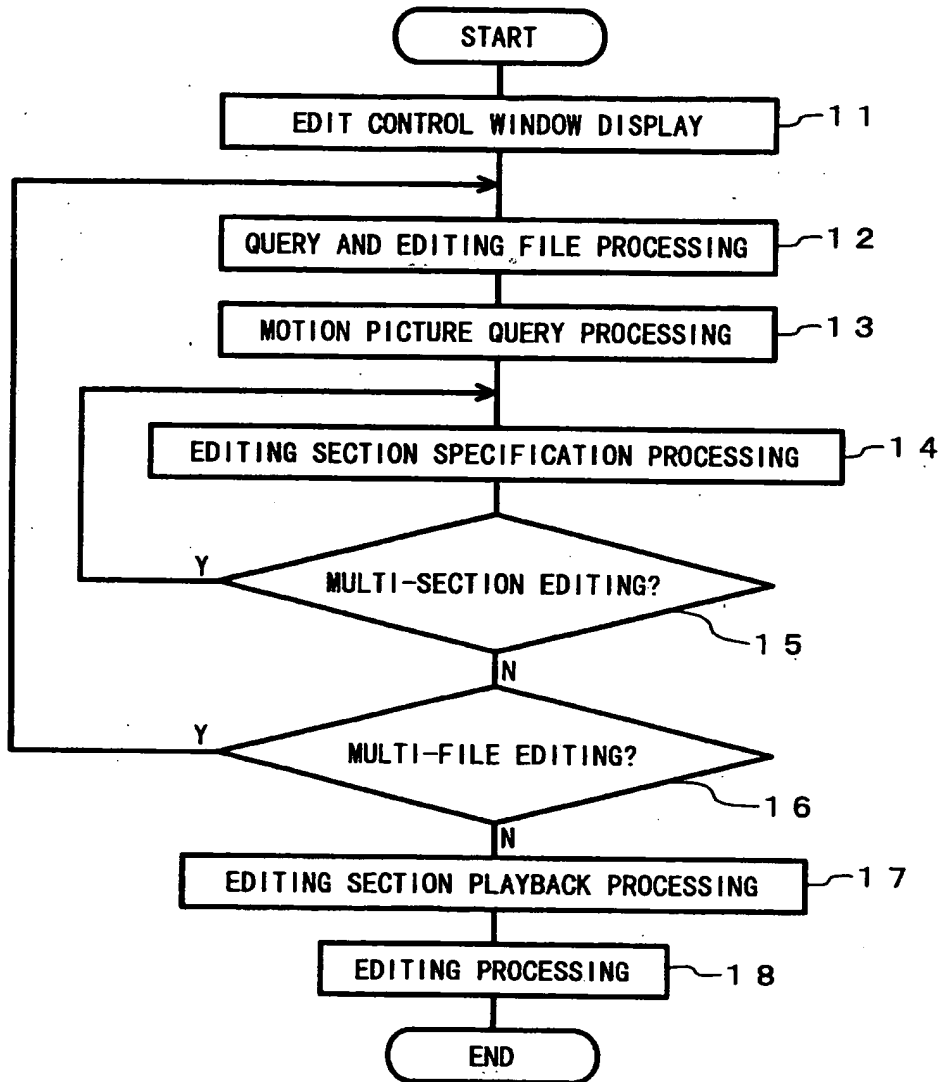 START
EDIT CONTROL WINDOW DISPLAY
11
QUERY AND EDITING FILE PROCESSING
12
MOTION PICTURE QUERY PROCESSING
13
EDITING SECTION SPECIFICATION PROCESSING
14
Y
MULTI-SECTION EDITING?
15
N
Y
MULTI-FILE EDITING?
16
N
EDITING SECTION PLAYBACK PROCESSING
17
EDITING PROCESSING
18
END